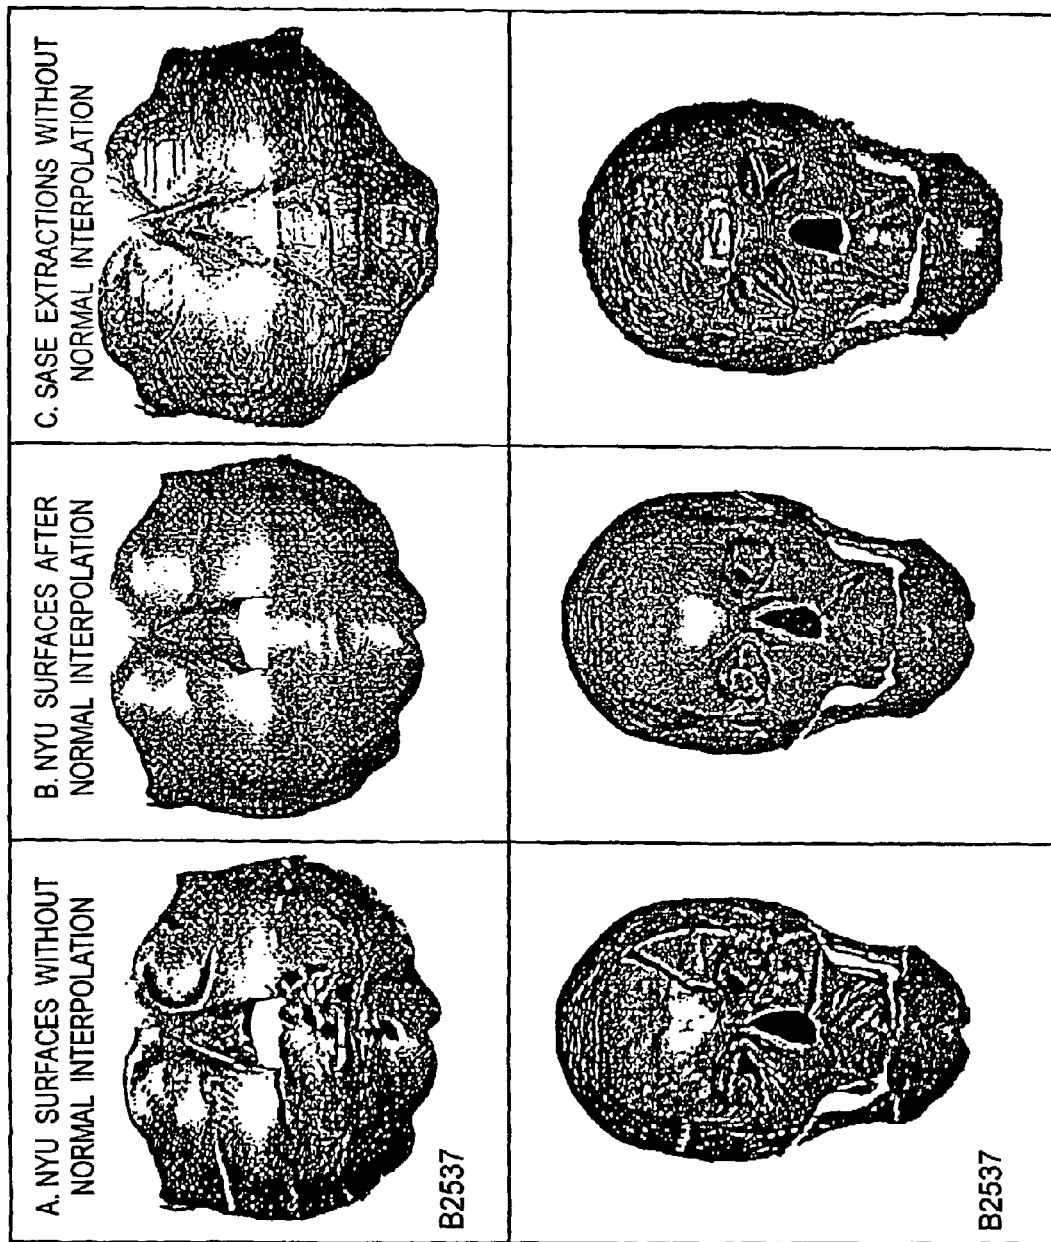 A. NYU SURFACES WITHOUT
NORMAL INTERPOLATION
B. NYU SURFACES AFTER
NORMAL INTERPOLATION
C. SASE EXTRACTIONS WITHOUT
NORMAL INTERPOLATION
B2537
B2537